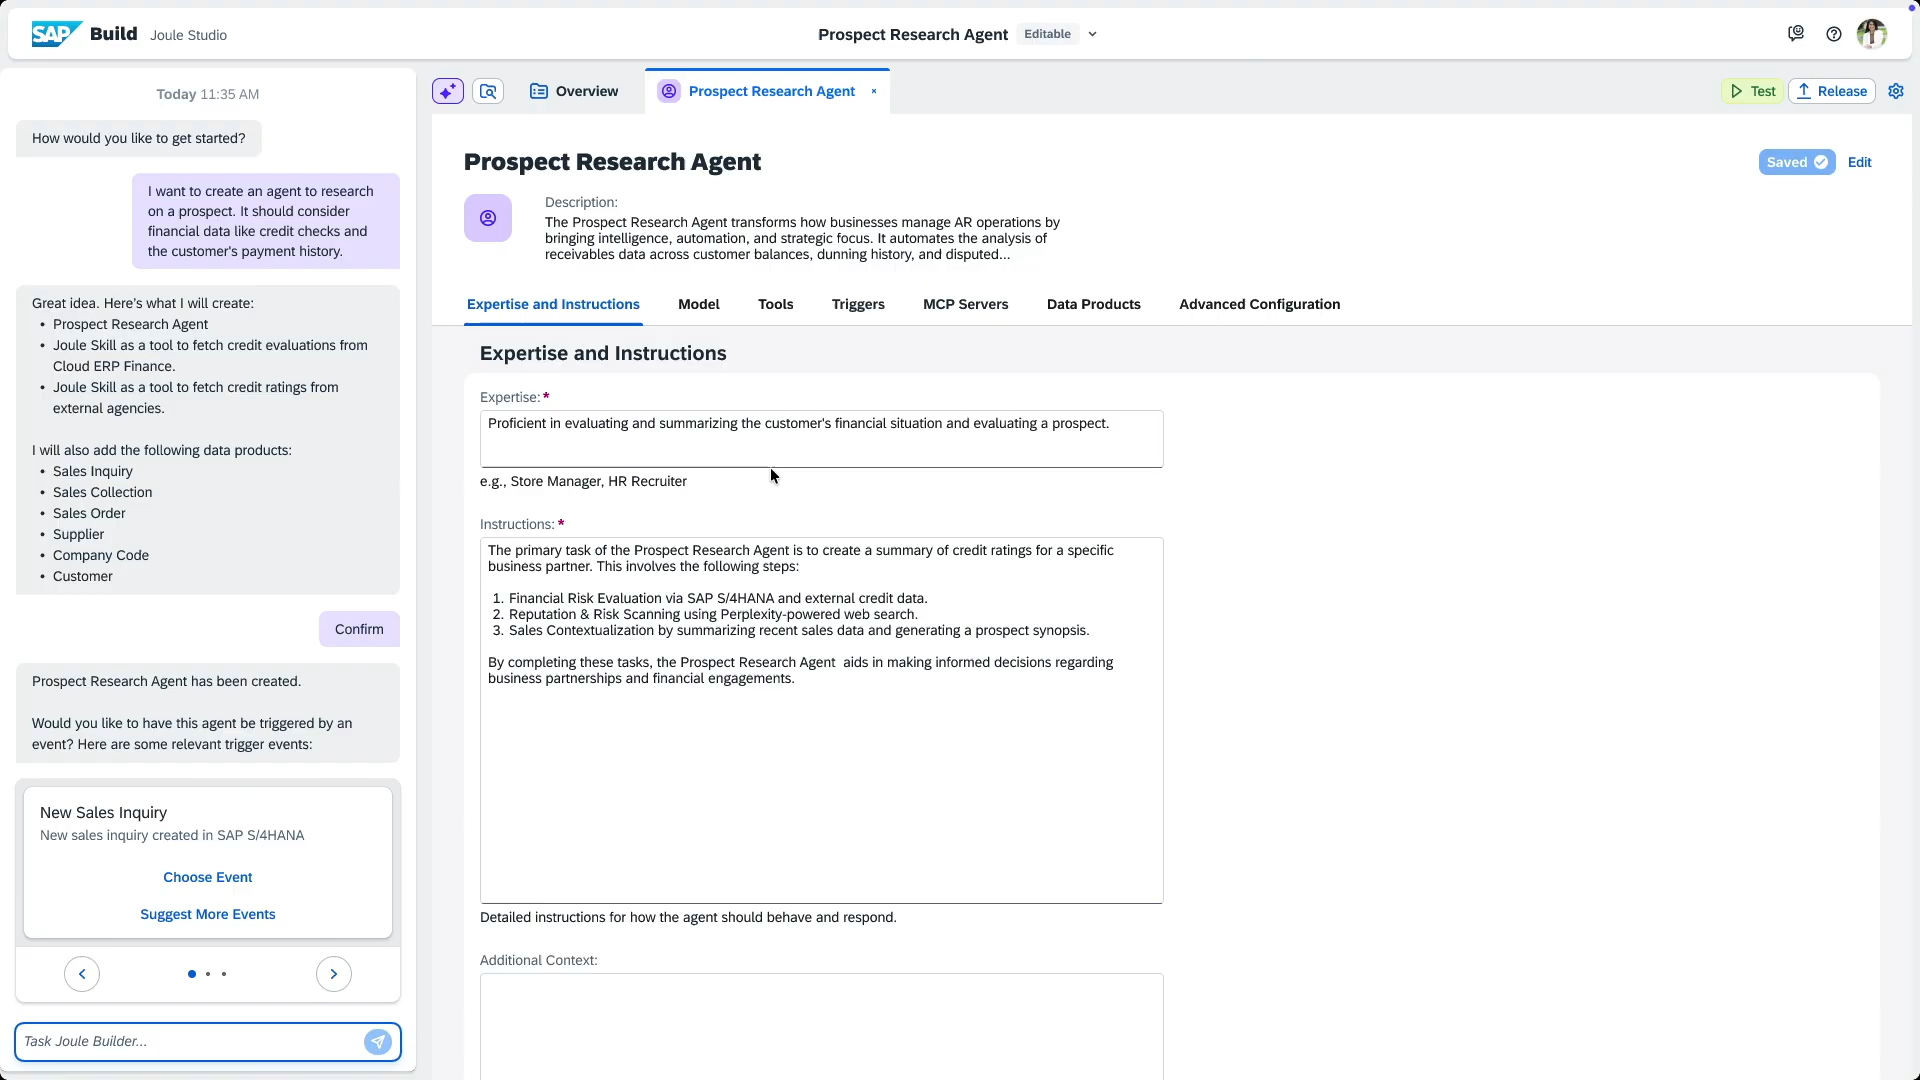 SAP Build Joule Studio
Prospect Research Agent Editable
Today 11:35 AM
How would you like to get started?
I want to create an agent to research
on a prospect. It should consider
financial data like credit checks and
the customer's payment history.
Great idea. Here's what I will create:
• Prospect Research Agent
• Joule Skill as a tool to fetch credit evaluations from
Cloud ERP Finance.
• Joule Skill as a tool to fetch credit ratings from
external agencies.
I will also add the following data products:
• Sales Inquiry
• Sales Collection
• Sales Order
• Supplier
• Company Code
• Customer
Confirm
Prospect Research Agent has been created.
Would you like to have this agent be triggered by an
event? Here are some relevant trigger events:
New Sales Inquiry
New sales inquiry created in SAP S/4HANA
Choose Event
Suggest More Events
Task Joule Builder...
Overview
Prospect Research Agent
Test
Release
Prospect Research Agent
Saved
Edit
Description:
The Prospect Research Agent transforms how businesses manage AR operations by
bringing intelligence, automation, and strategic focus. It automates the analysis of
receivables data across customer balances, dunning history, and disputed...
Expertise and Instructions Model Tools Triggers MCP Servers Data Products Advanced Configuration
Expertise and Instructions
Expertise: *
Proficient in evaluating and summarizing the customer's financial situation and evaluating a prospect.
e.g., Store Manager, HR Recruiter
Instructions: *
The primary task of the Prospect Research Agent is to create a summary of credit ratings for a specific
business partner. This involves the following steps:
1. Financial Risk Evaluation via SAP S/4HANA and external credit data.
2. Reputation & Risk Scanning using Perplexity-powered web search.
3. Sales Contextualization by summarizing recent sales data and generating a prospect synopsis.
By completing these tasks, the Prospect Research Agent  aids in making informed decisions regarding
business partnerships and financial engagements.
Detailed instructions for how the agent should behave and respond.
Additional Context: